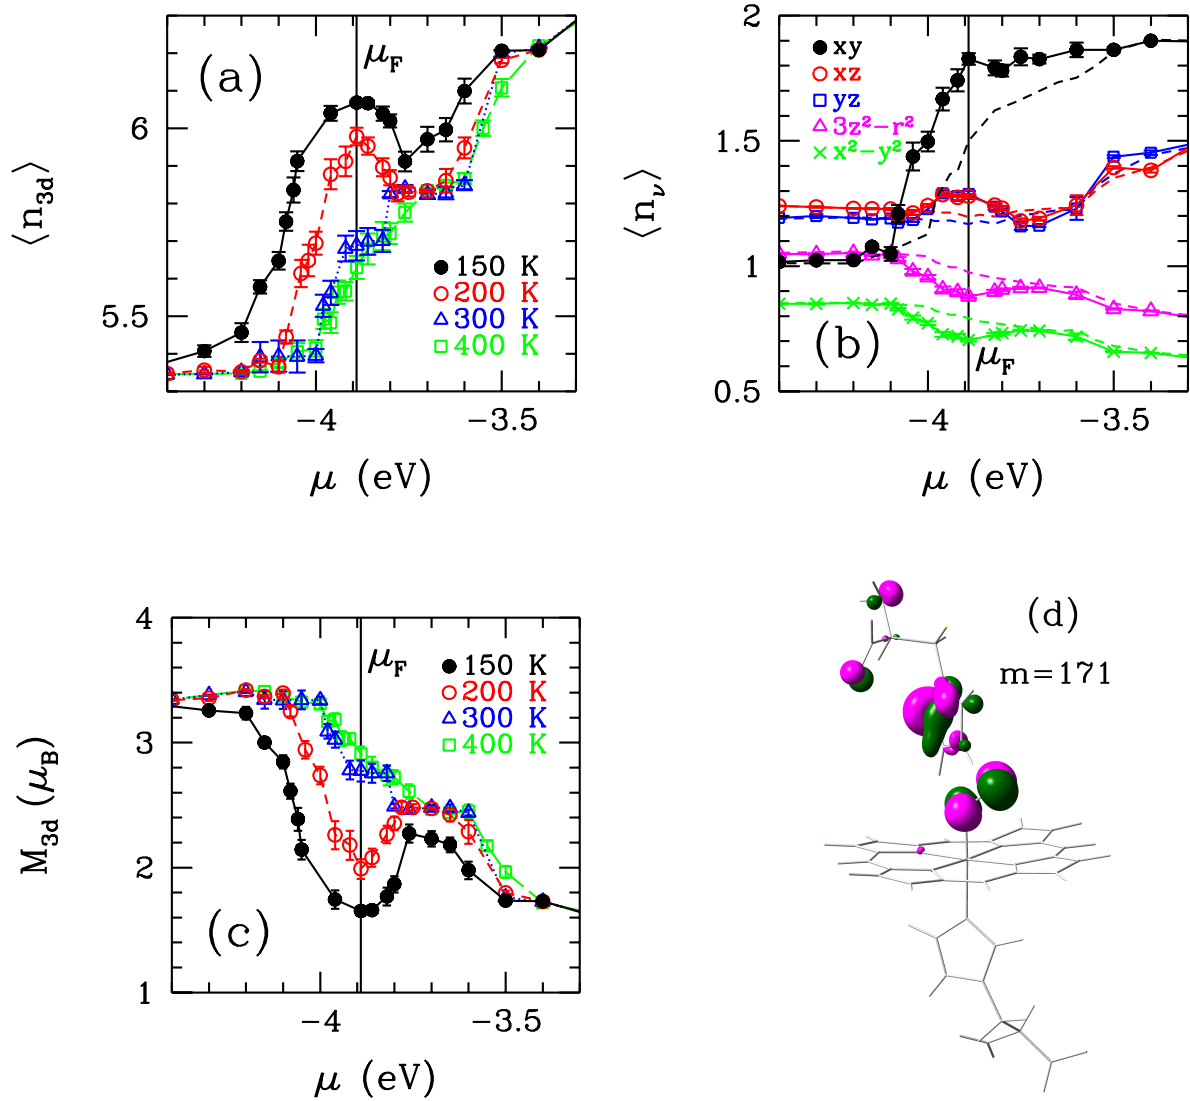 (a)
μF
6
5.5
⟨n3d⟩
150 K
200 K
300 K
400 K
−4
−3.5
μ (eV)
2
1.5
1
0.5
⟨nν⟩
xy
xz
yz
3z²−r²
x²−y²
(b)
μF
−4
−3.5
μ (eV)
4
3
2
1
M3d (μB)
μF
150 K
200 K
300 K
400 K
(c)
−4
−3.5
μ (eV)
(d)
m=171